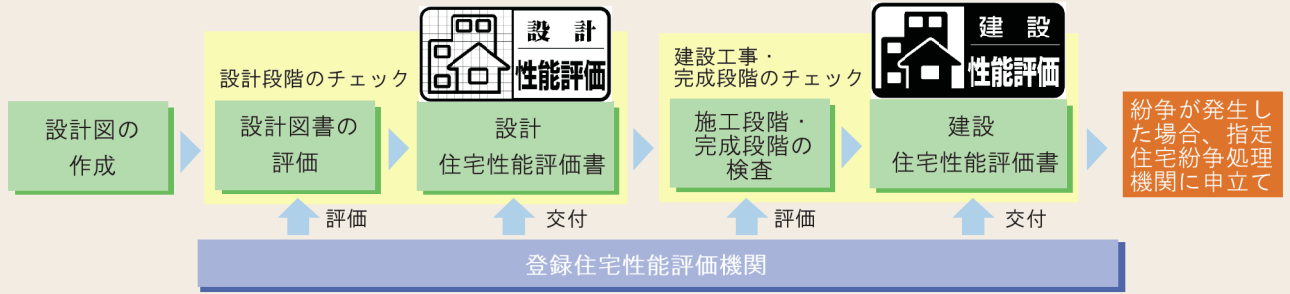 設計図の
作成
設計段階のチェック
設計
性能評価
設計図書の
評価
設計
住宅性能評価書
建設工事・
完成段階のチェック
建設
性能評価
施工段階・
完成段階の
検査
建設
住宅性能評価書
紛争が発生し
た場合、指定
住宅紛争処理
機関に申立て
評価
交付
評価
交付
登録住宅性能評価機関